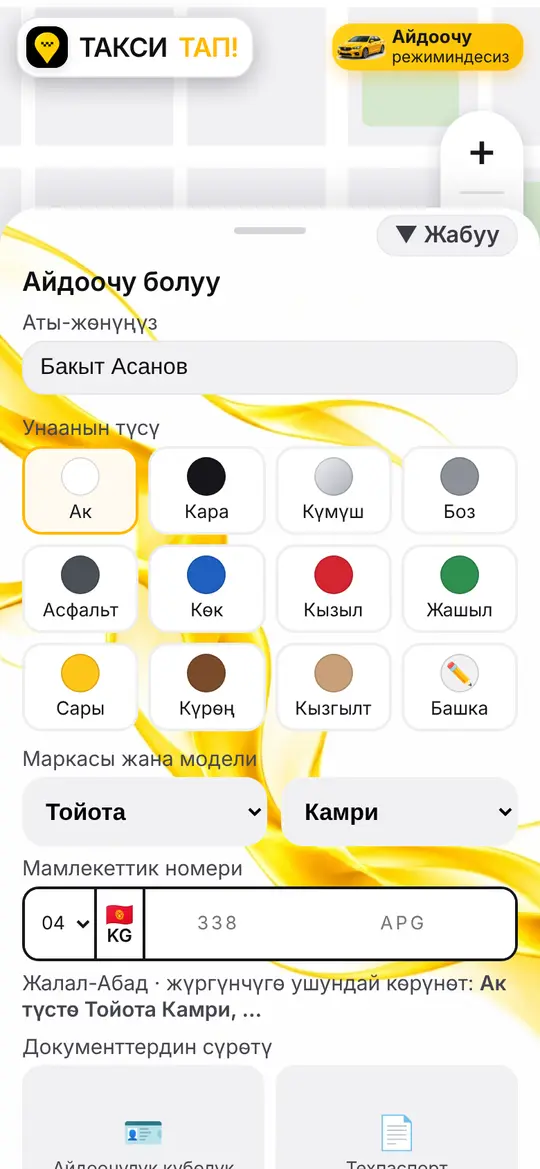 ТАКСИ ТАП!
Айдоочу
режиминдесиз
+
▼ Жабуу
Айдоочу болуу
Аты-жөнүңүз
Бакыт Асанов
Унаанын түсү
Ак
Кара
Күмүш
Боз
Асфальт
Көк
Кызыл
Жашыл
Сары
Күрөң
Кызгылт
Башка
Маркасы жана модели
Тойота
Камри
Мамлекеттик номери
04
KG
338
APG
Жалал-Абад · жүргүнчүгө ушундай көрүнөт: Ак
түстө Тойота Камри, ...
Документтердин сүрөтү
Айдоочулук күбөлүк
Техпаспорт